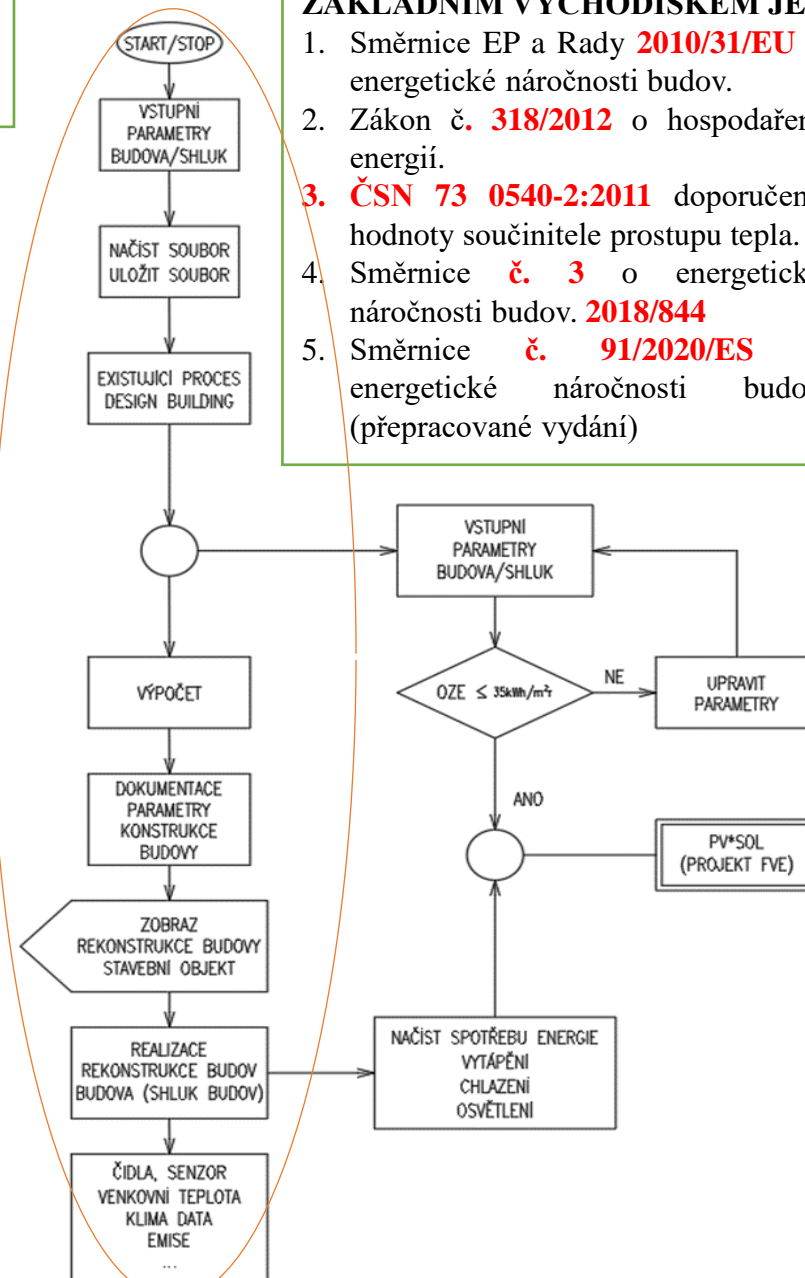 ZÁKLADNÍM VÝCHODISKEM JE
1. Směrnice EP a Rady 2010/31/EU
energetické náročnosti budov.
2. Zákon č. 318/2012 o
energií.
3. ČSN 73 0540-2:2011
hodnoty součinitele prostupu tepla.
4. Směrnice č. 3 o
náročnosti budov. 2018/844
5. Směrnice č. 91/2020/ES
energetické náročnosti
(přepracované vydání)
START/STOP
VSTUPNÍ
PARAMETRY
BUDOVA/SHLUK
NAČÍST SOUBOR
ULOŽIT SOUBOR
EXISTUJÍCÍ PROCES
DESIGN BUILDING
VÝPOČET
DOKUMENTACE
PARAMETRY
KONSTRUKCE
BUDOVY
ZOBRAZ
REKONSTRUKCE BUDOVY
STAVEBNÍ OBJEKT
REALIZACE
REKONSTRUKCE BUDOV
BUDOVA (SHLUK BUDOV)
ČIDLA, SENZOR
VENKOVNÍ TEPLOTA
KLIMA DATA
EMISE
...
VSTUPNÍ
PARAMETRY
BUDOVA/SHLUK
OZE ≤ 35kWh/m²r
NE
UPRAVIT
PARAMETRY
ANO
PV*SOL
(PROJEKT FVE)
NAČÍST SPOTŘEBU ENERGIE
VYTÁPĚNÍ
CHLAZENÍ
OSVĚTLENÍ